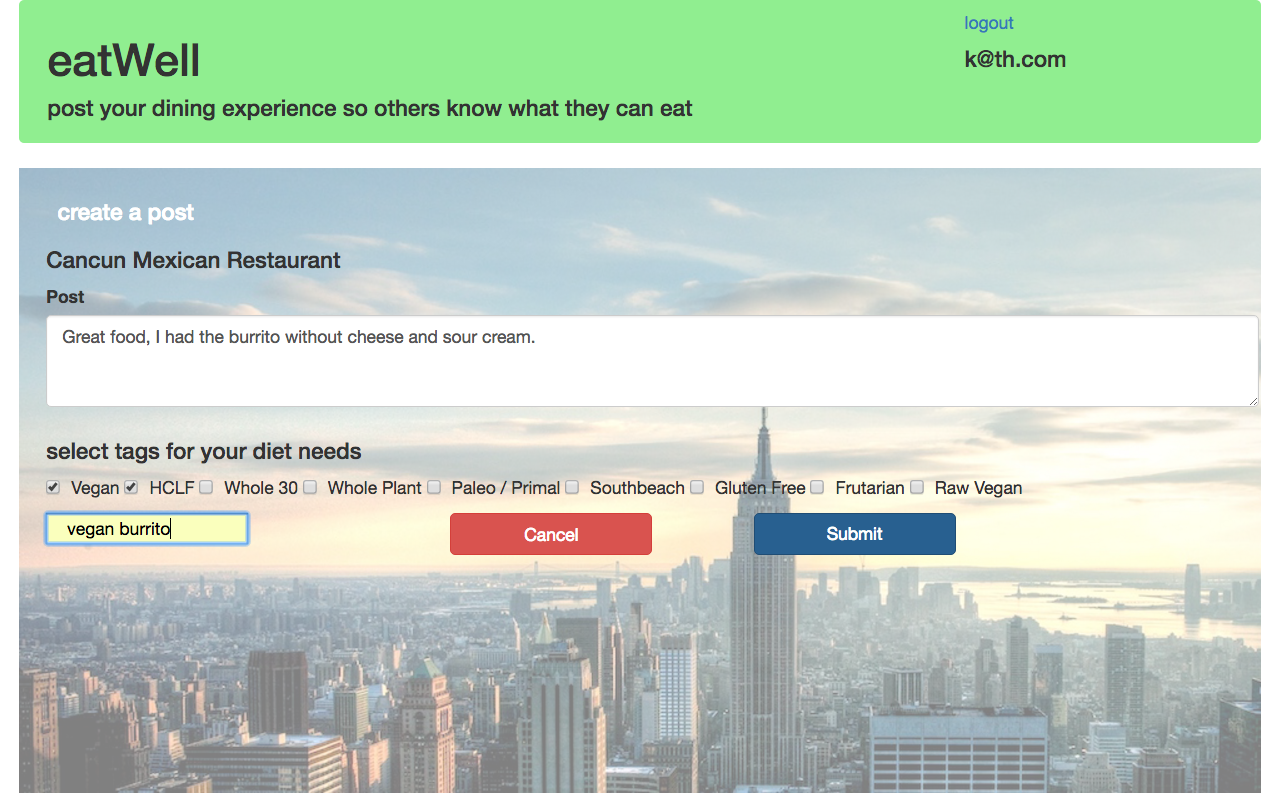 logout
eatWell
k@th.com
post your dining experience so others know what they can eat
create a post
Cancun Mexican Restaurant
Post
Great food, I had the burrito without cheese and sour cream.
select tags for your diet needs
Vegan HCLF Whole 30 Whole Plant Paleo / Primal Southbeach Gluten Free Frutarian Raw Vegan
vegan burrito Cancel Submit